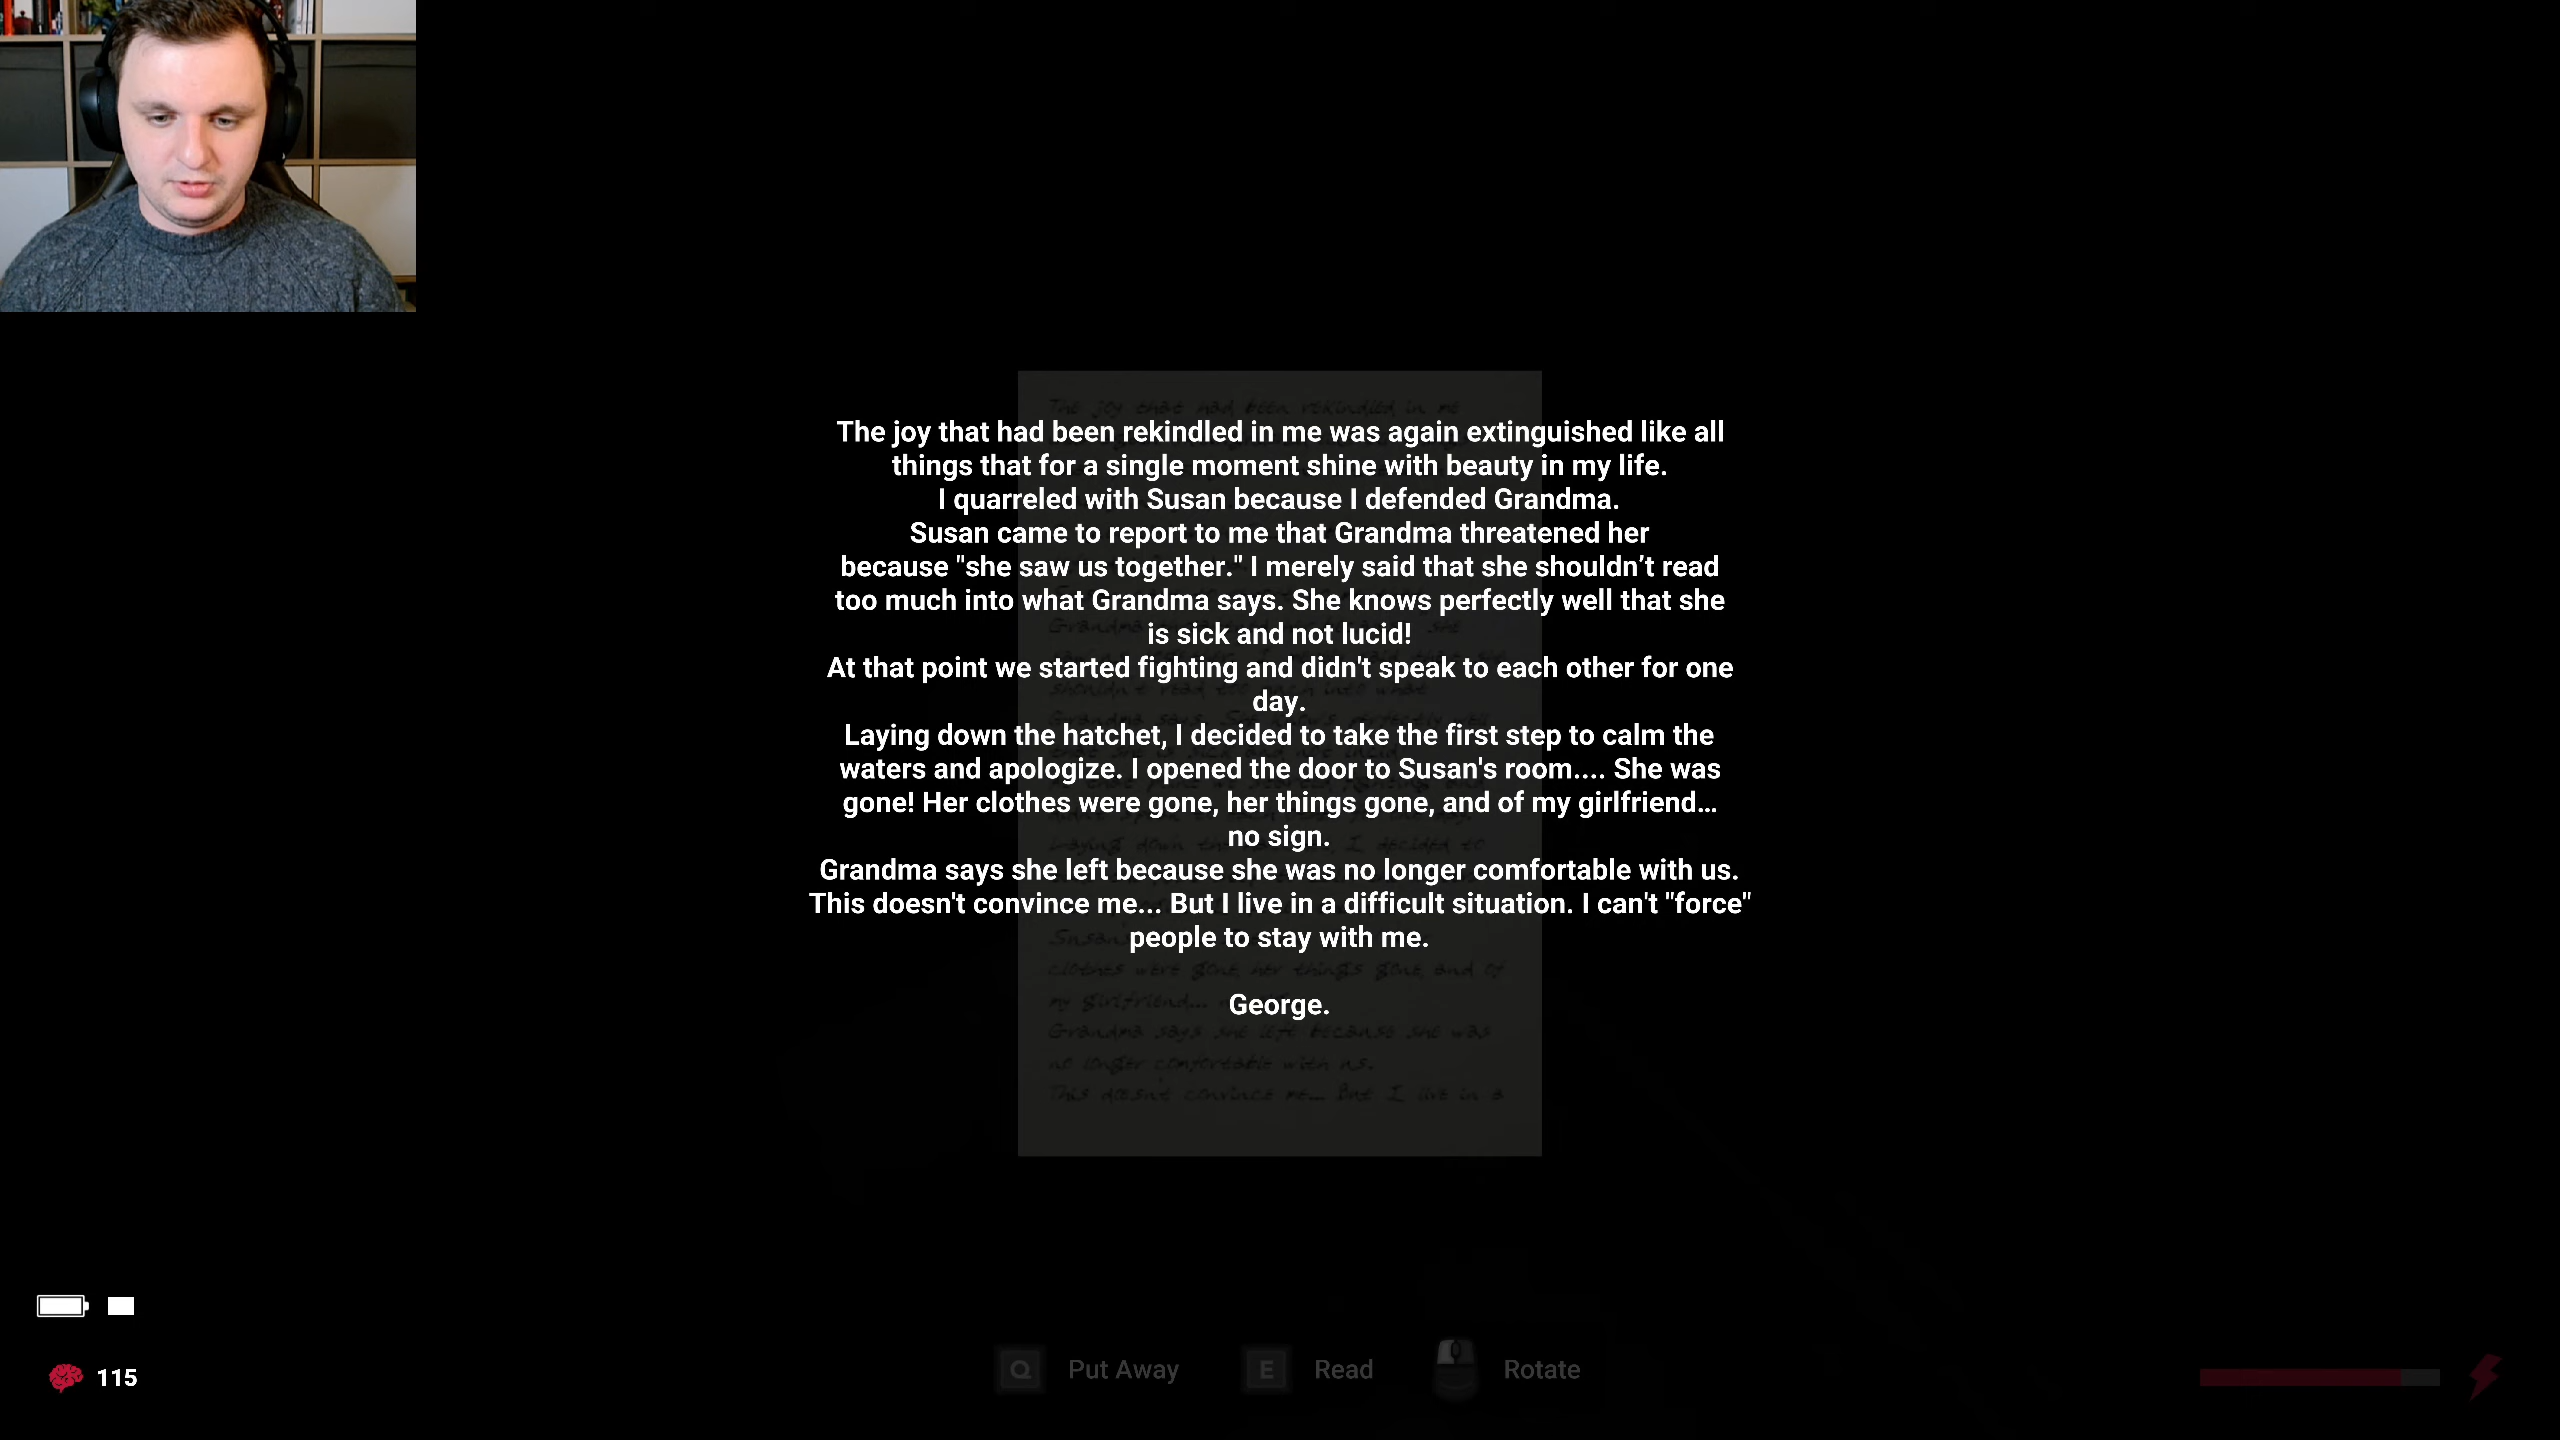 The joy that had been rekindled in me was again extinguished like all
things that for a single moment shine with beauty in my life.
I quarreled with Susan because I defended Grandma.
Susan came to report to me that Grandma threatened her
because "she saw us together." I merely said that she shouldn’t read
too much into what Grandma says. She knows perfectly well that she
is sick and not lucid!
At that point we started fighting and didn't speak to each other for one
day.
Laying down the hatchet, I decided to take the first step to calm the
waters and apologize. I opened the door to Susan's room.... She was
gone! Her clothes were gone, her things gone, and of my girlfriend...
no sign.
Grandma says she left because she was no longer comfortable with us.
This doesn't convince me... But I live in a difficult situation. I can't "force"
people to stay with me.
George.
115
Q Put Away E Read Rotate